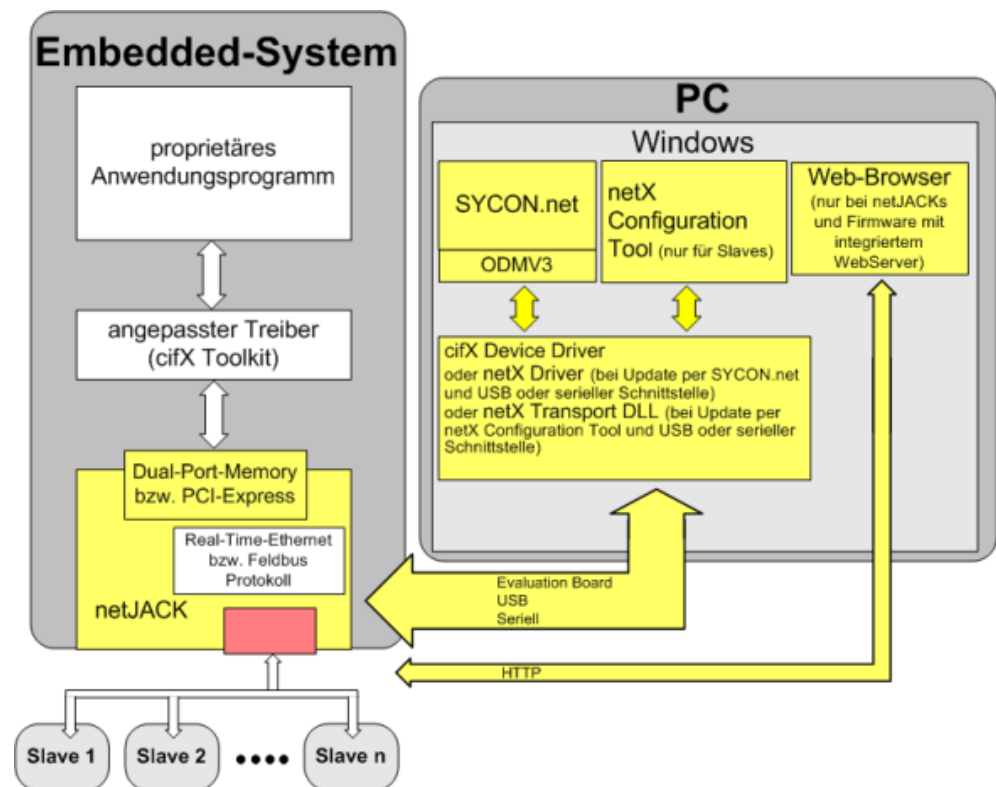 Embedded-System
proprietäres
Anwendungsprogramm
angepasster Treiber
(cifX Toolkit)
Dual-Port-Memory
bzw. PCI-Express
Real-Time-Ethernet
bzw. Feldbus
Protokoll
netJACK
Slave 1
Slave 2
Slave n
PC
Windows
SYCON.net
ODMV3
netX
Configuration
Tool (nur für Slaves)
Web-Browser
(nur bei netJACKs
und Firmware mit
integriertem
WebServer)
cifX Device Driver
oder netX Driver (bei Update per SYCON.net
und USB oder serieller Schnittstelle)
oder netX Transport DLL (bei Update per
netX Configuration Tool und USB oder serieller
Schnittstelle)
Evaluation Board
USB
Seriell
HTTP